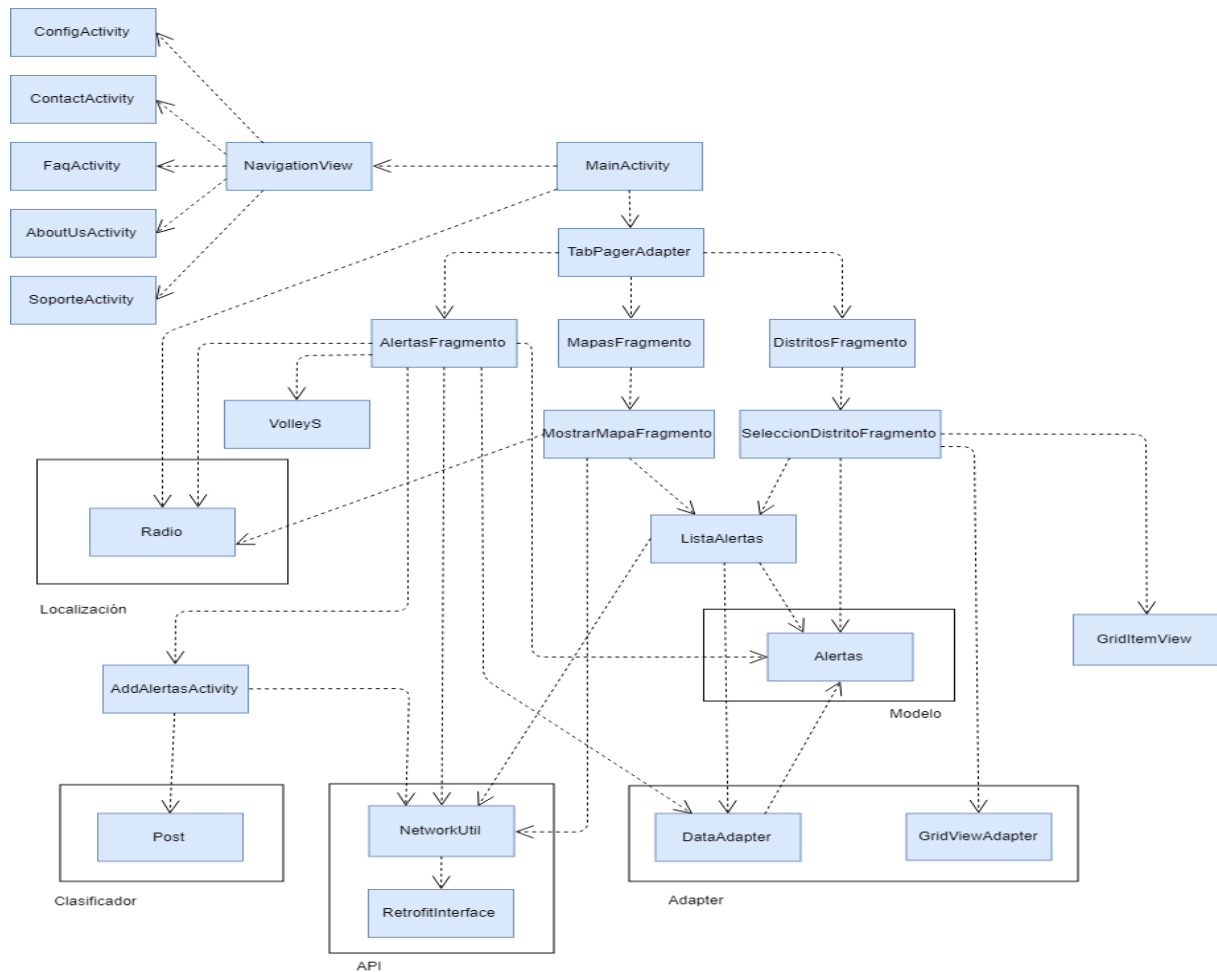 ConfigActivity
ContactActivity
FaqActivity
NavigationView
MainActivity
AboutUsActivity
TabPagerAdapter
SoporteActivity
AlertasFragmento
MapasFragmento
DistritosFragmento
VolleyS
MostrarMapaFragmento
SeleccionDistritoFragmento
Radio
ListaAlertas
Localización
Alertas
GridItemView
AddAlertasActivity
Modelo
Post
NetworkUtil
DataAdapter
GridViewAdapter
Clasificador
RetrofitInterface
Adapter
API